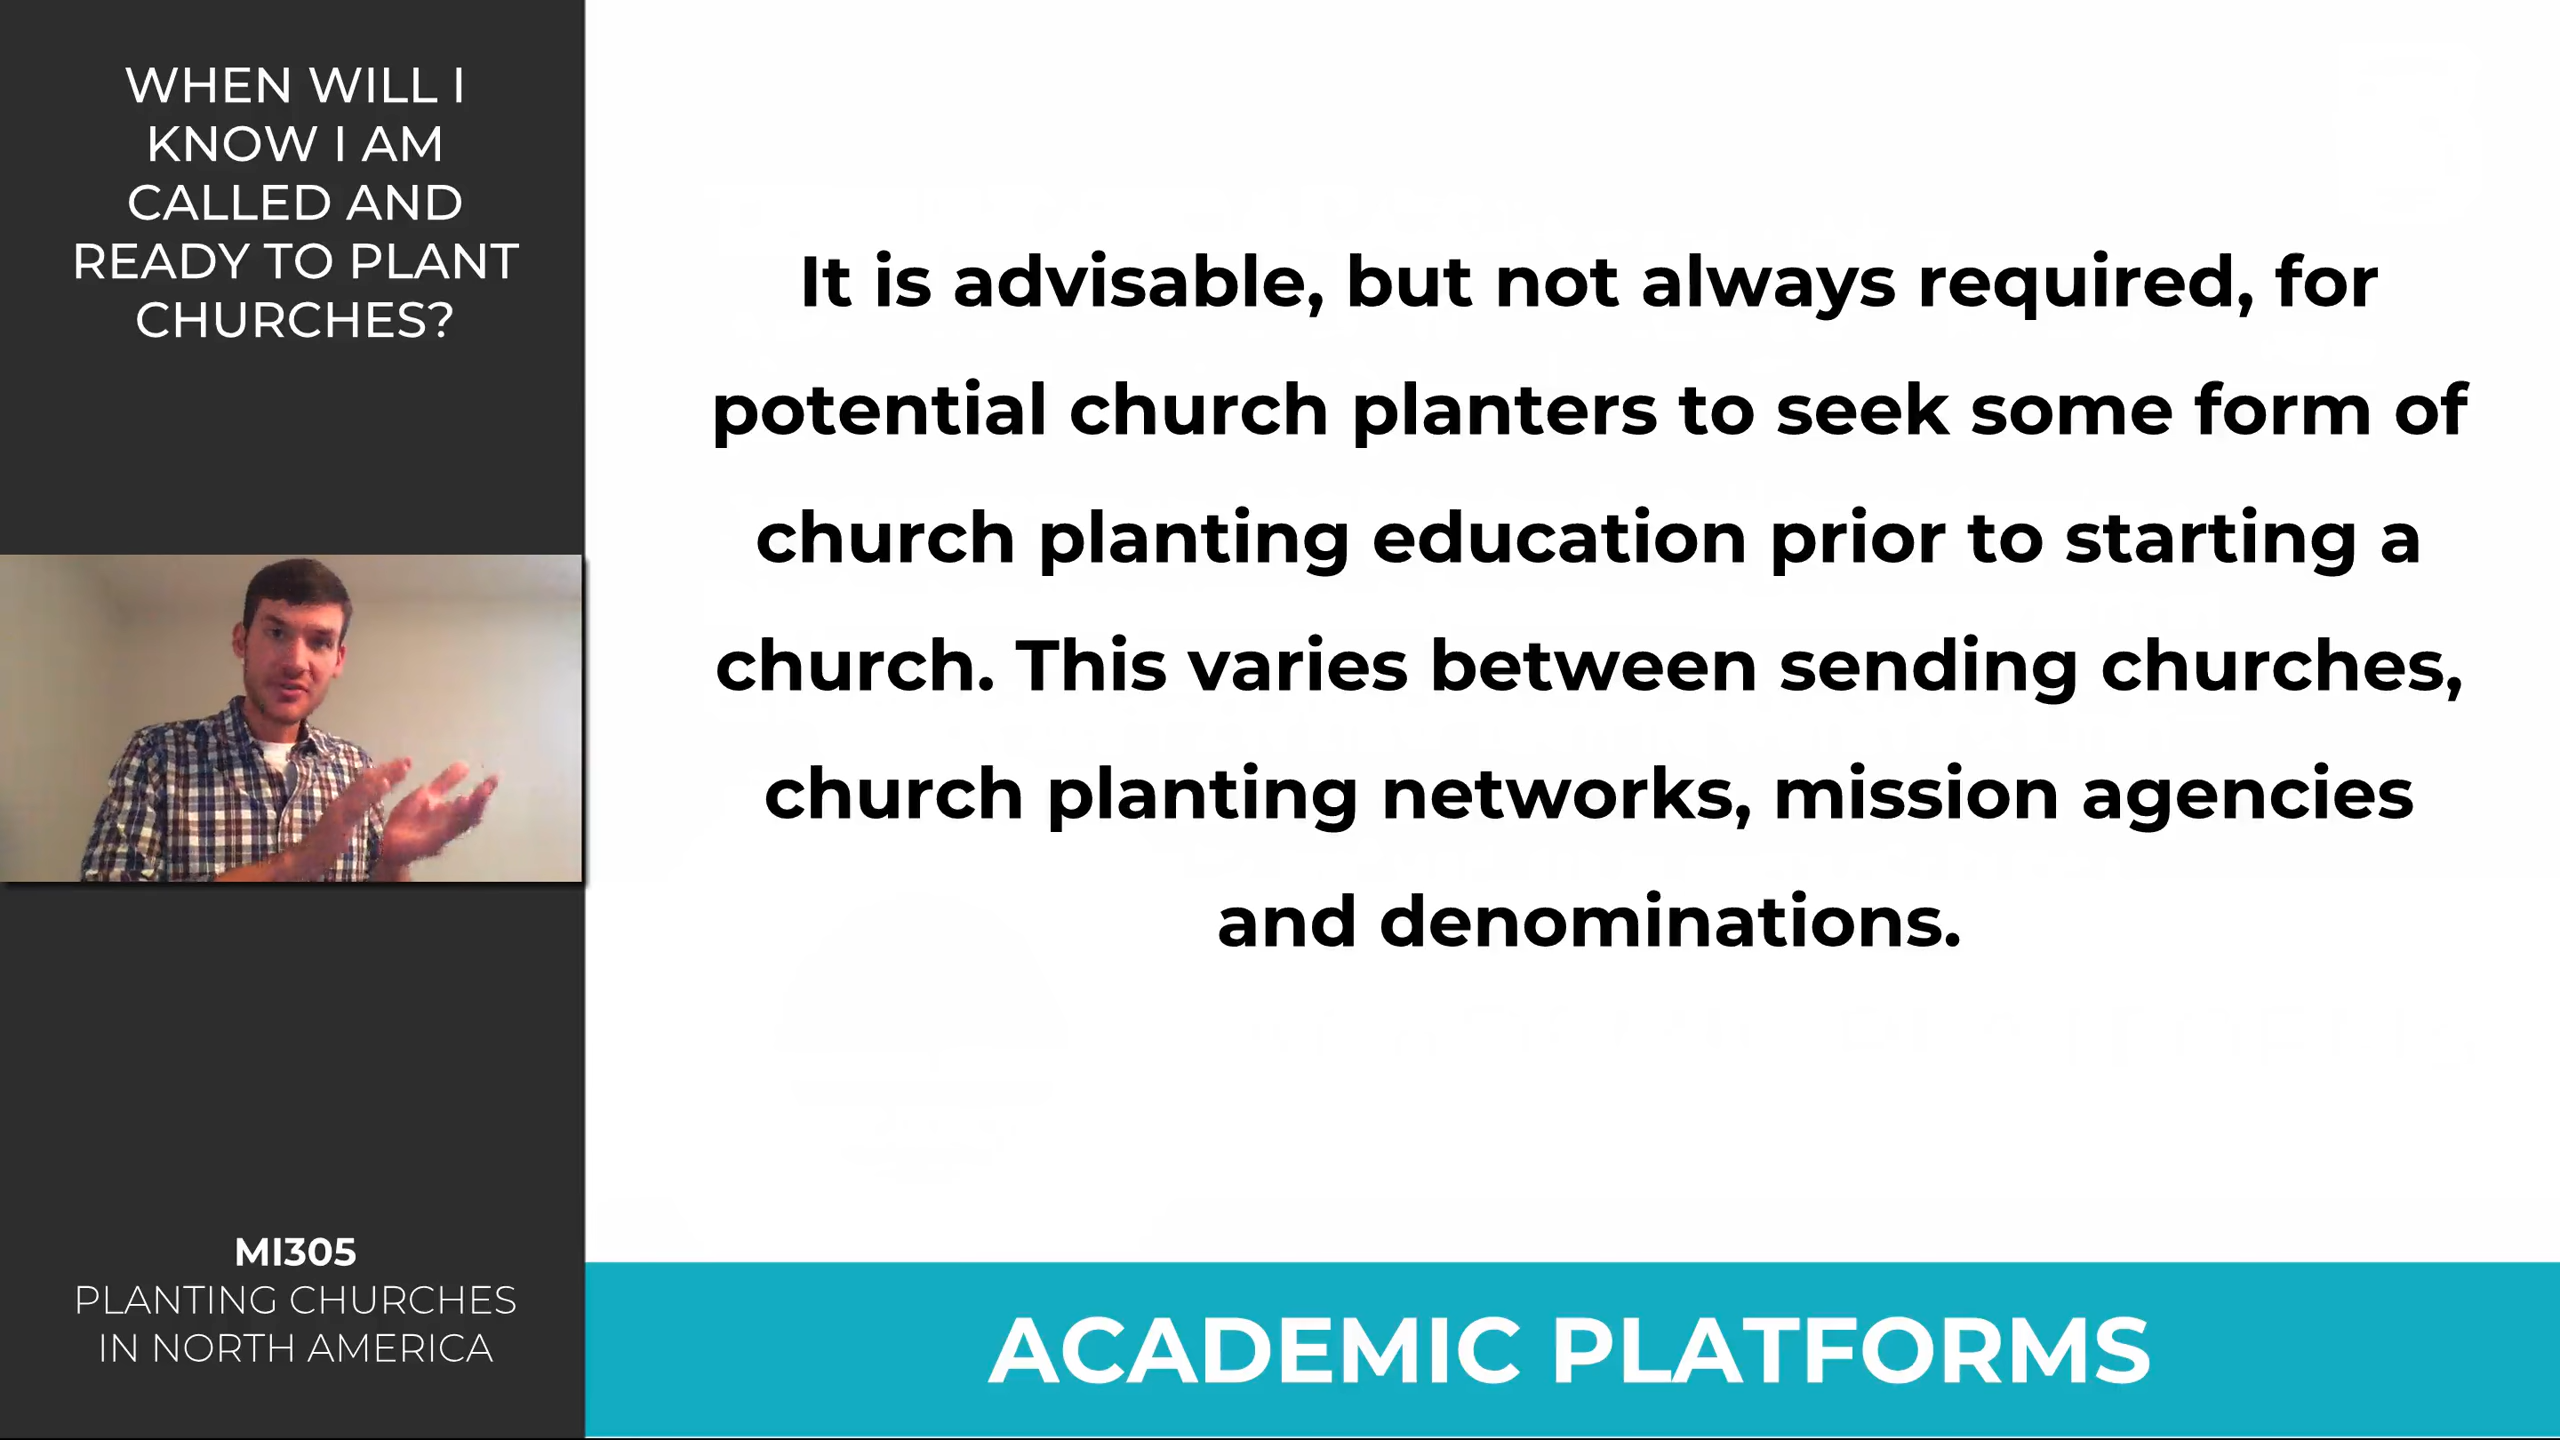 WHEN WILL I
KNOW I AM
CALLED AND
READY TO PLANT
CHURCHES?
MI305
PLANTING CHURCHES
IN NORTH AMERICA
It is advisable, but not always required, for
potential church planters to seek some form of
church planting education prior to starting a
church. This varies between sending churches,
church planting networks, mission agencies
and denominations.
ACADEMIC PLATFORMS